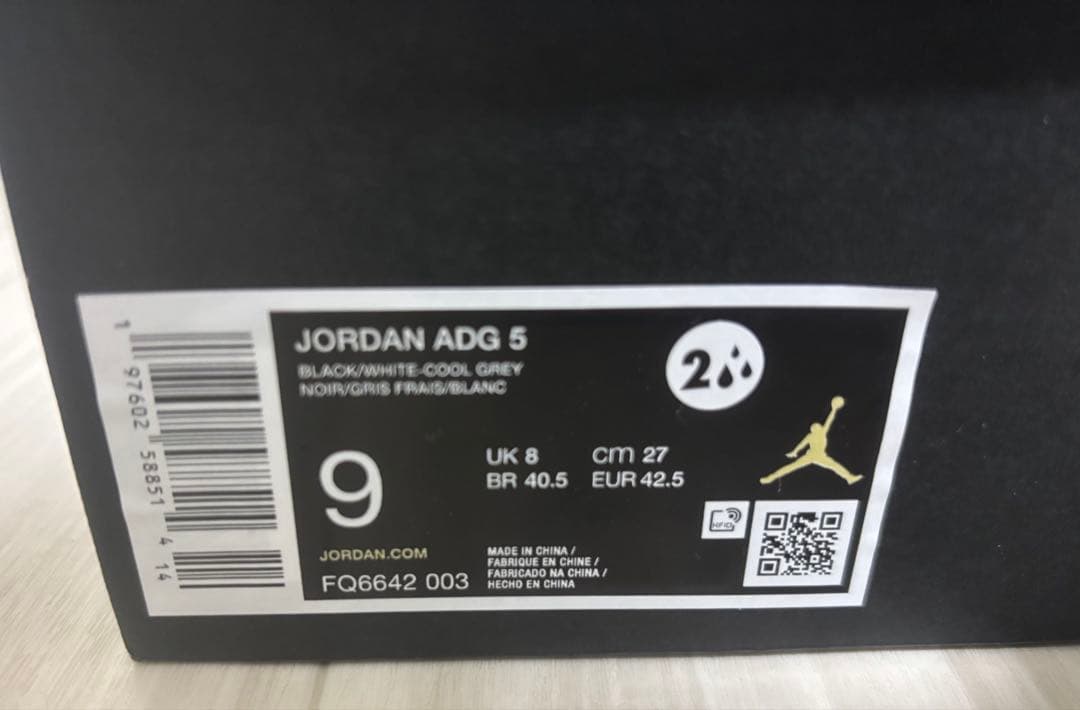 JORDAN ADG 5
BLACK/WHITE-COOL GREY
NOIR/GRIS FRAIS/BLANC
2
9
UK 8 cm 27
BR 40.5 EUR 42.5
RFID
JORDAN.COM
FQ6642 003
MADE IN CHINA /
FABRIQUE EN CHINE /
FABRICADO NA CHINA /
HECHO EN CHINA
1 97602 58851 4 14